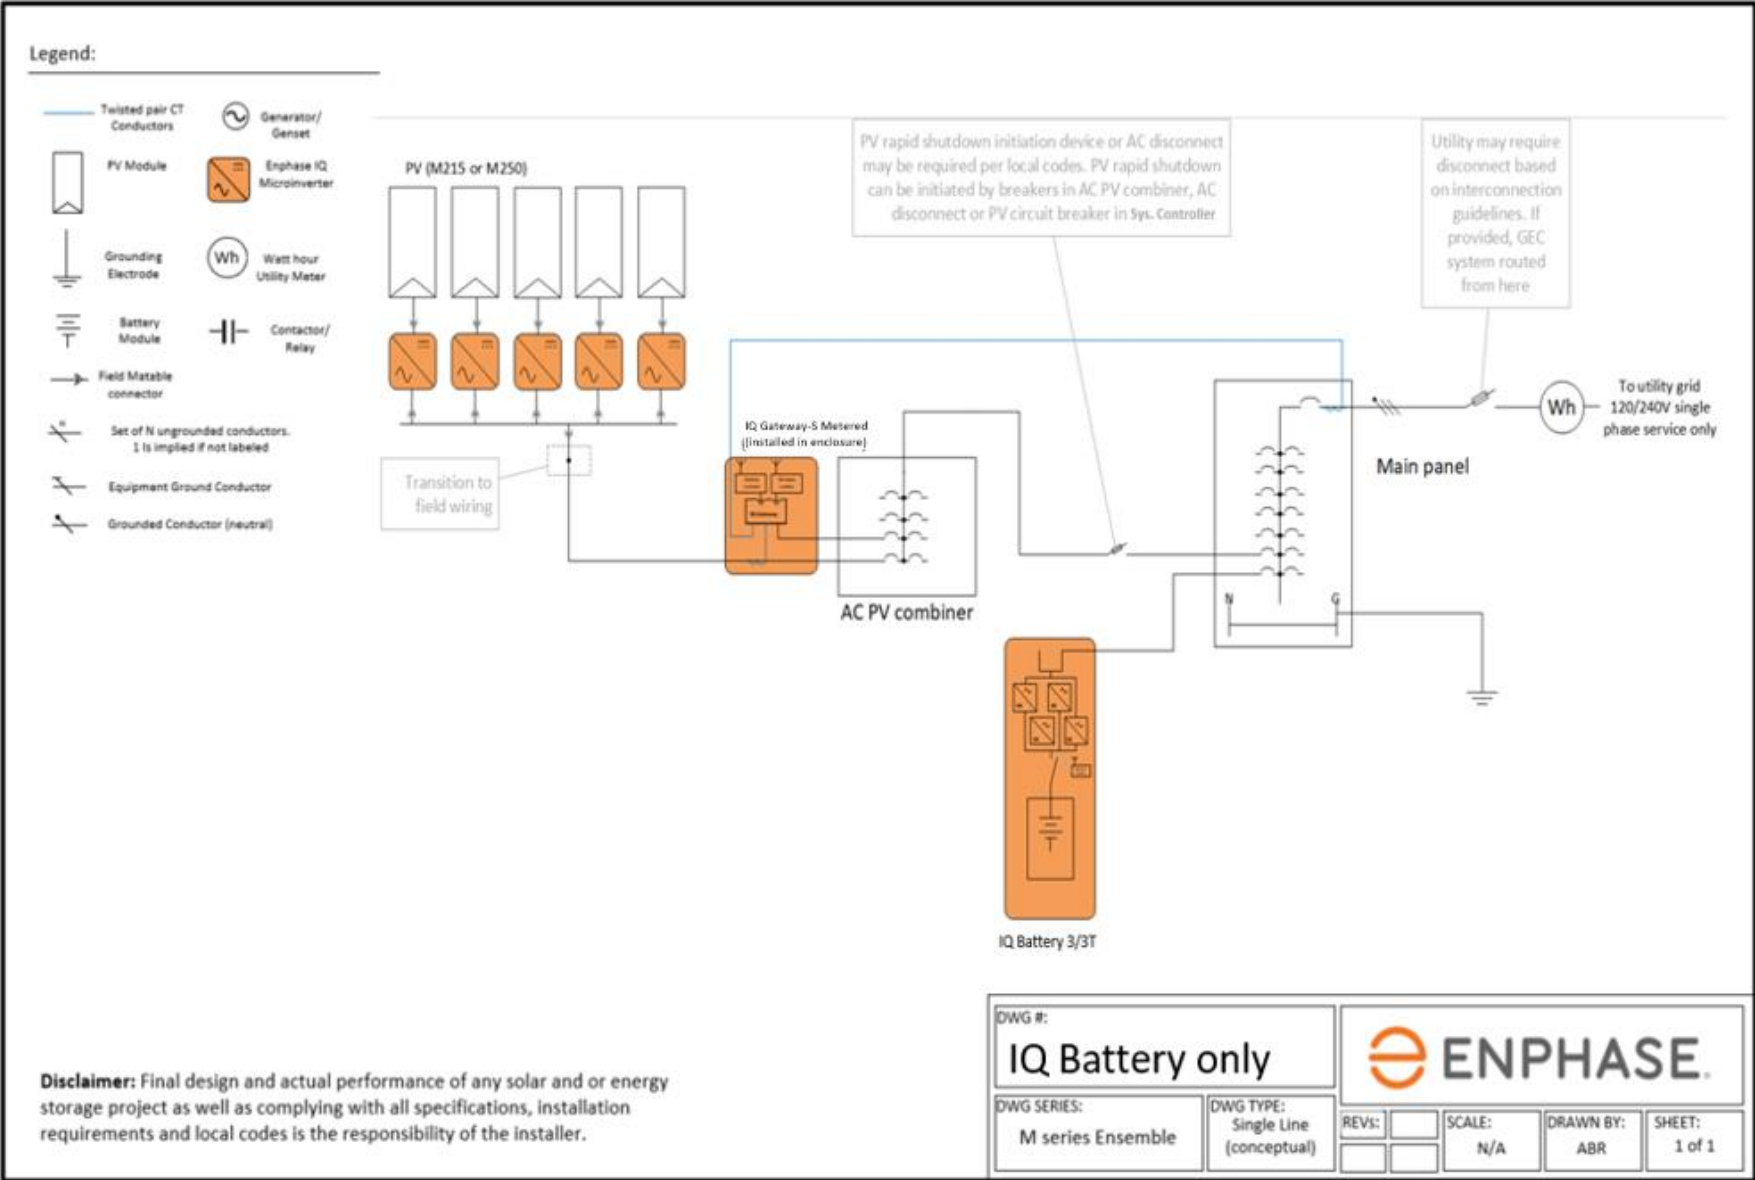 Legend:
Twisted pair CT
Conductors
Generator/
Genset
PV Module
Enphase IQ
Microinverter
Grounding
Electrode
Wh
Watt hour
Utility Meter
Battery
Module
Contactor/
Relay
Field Matable
connector
N
Set of N ungrounded conductors.
1 Is implied if not labeled
Equipment Ground Conductor
Grounded Conductor (neutral)
PV (M215 or M250)
PV rapid shutdown initiation device or AC disconnect
may be required per local codes. PV rapid shutdown
can be initiated by breakers in AC PV combiner, AC
disconnect or PV circuit breaker in Sys. Controller
Utility may require
disconnect based
on interconnection
guidelines. If
provided, GEC
system routed
from here
Transition to
field wiring
IQ Gateway-S Metered
((installed in enclosure)
AC PV combiner
Main panel
N
G
Wh
To utility grid
120/240V single
phase service only
IQ Battery 3/3T
Disclaimer: Final design and actual performance of any solar and or energy
storage project as well as complying with all specifications, installation
requirements and local codes is the responsibility of the installer.
DWG #:
IQ Battery only
DWG SERIES:
M series Ensemble
DWG TYPE:
Single Line
(conceptual)
ENPHASE.
REVs:
SCALE:
N/A
DRAWN BY:
ABR
SHEET:
1 of 1